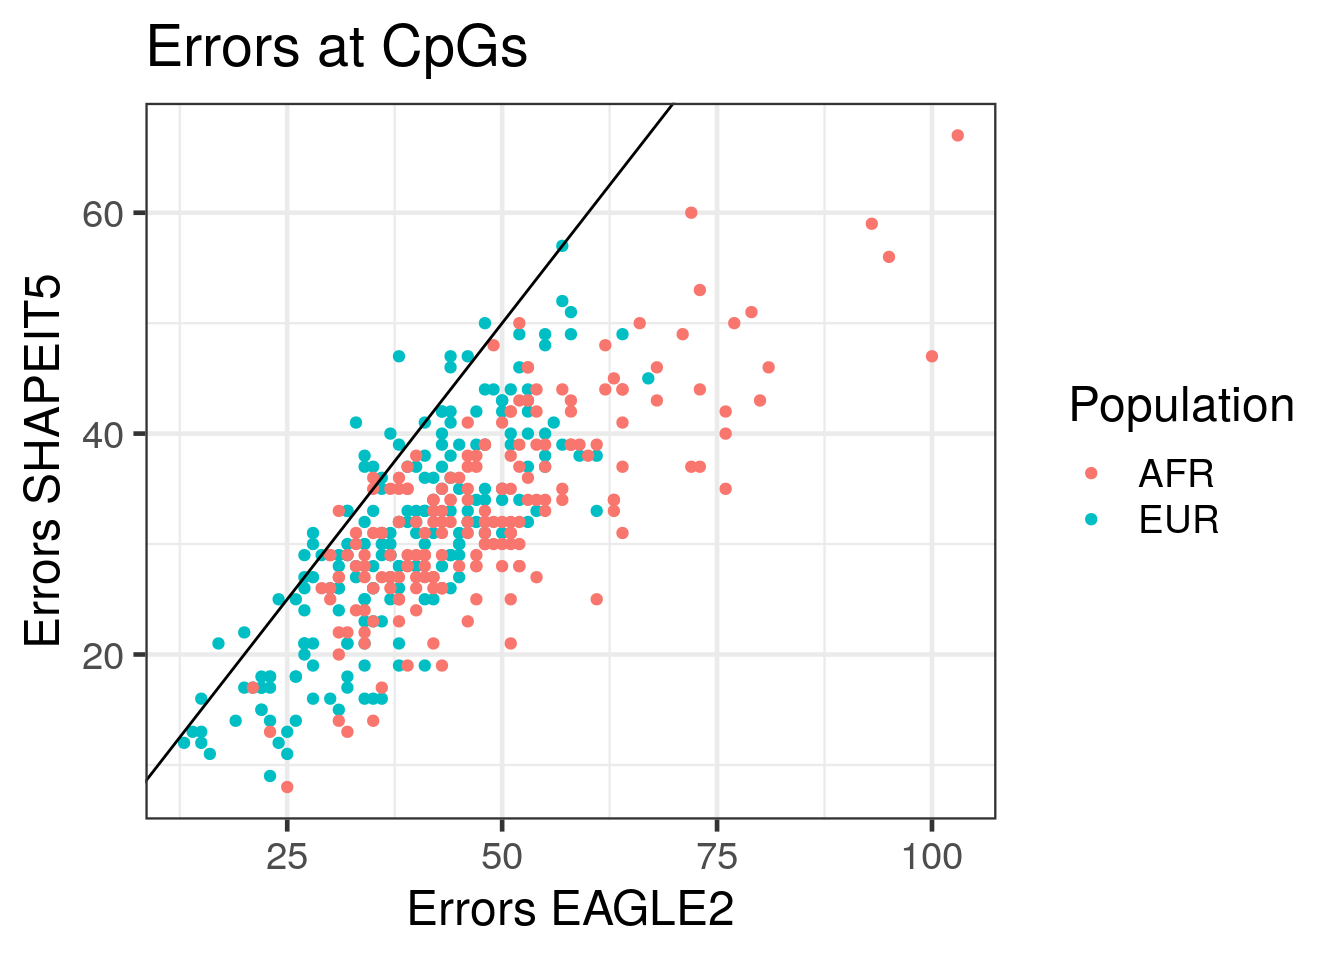 Errors at CpGs
60
40
20
Errors SHAPEIT5
25 50 75 100
Errors EAGLE2
Population
AFR
EUR